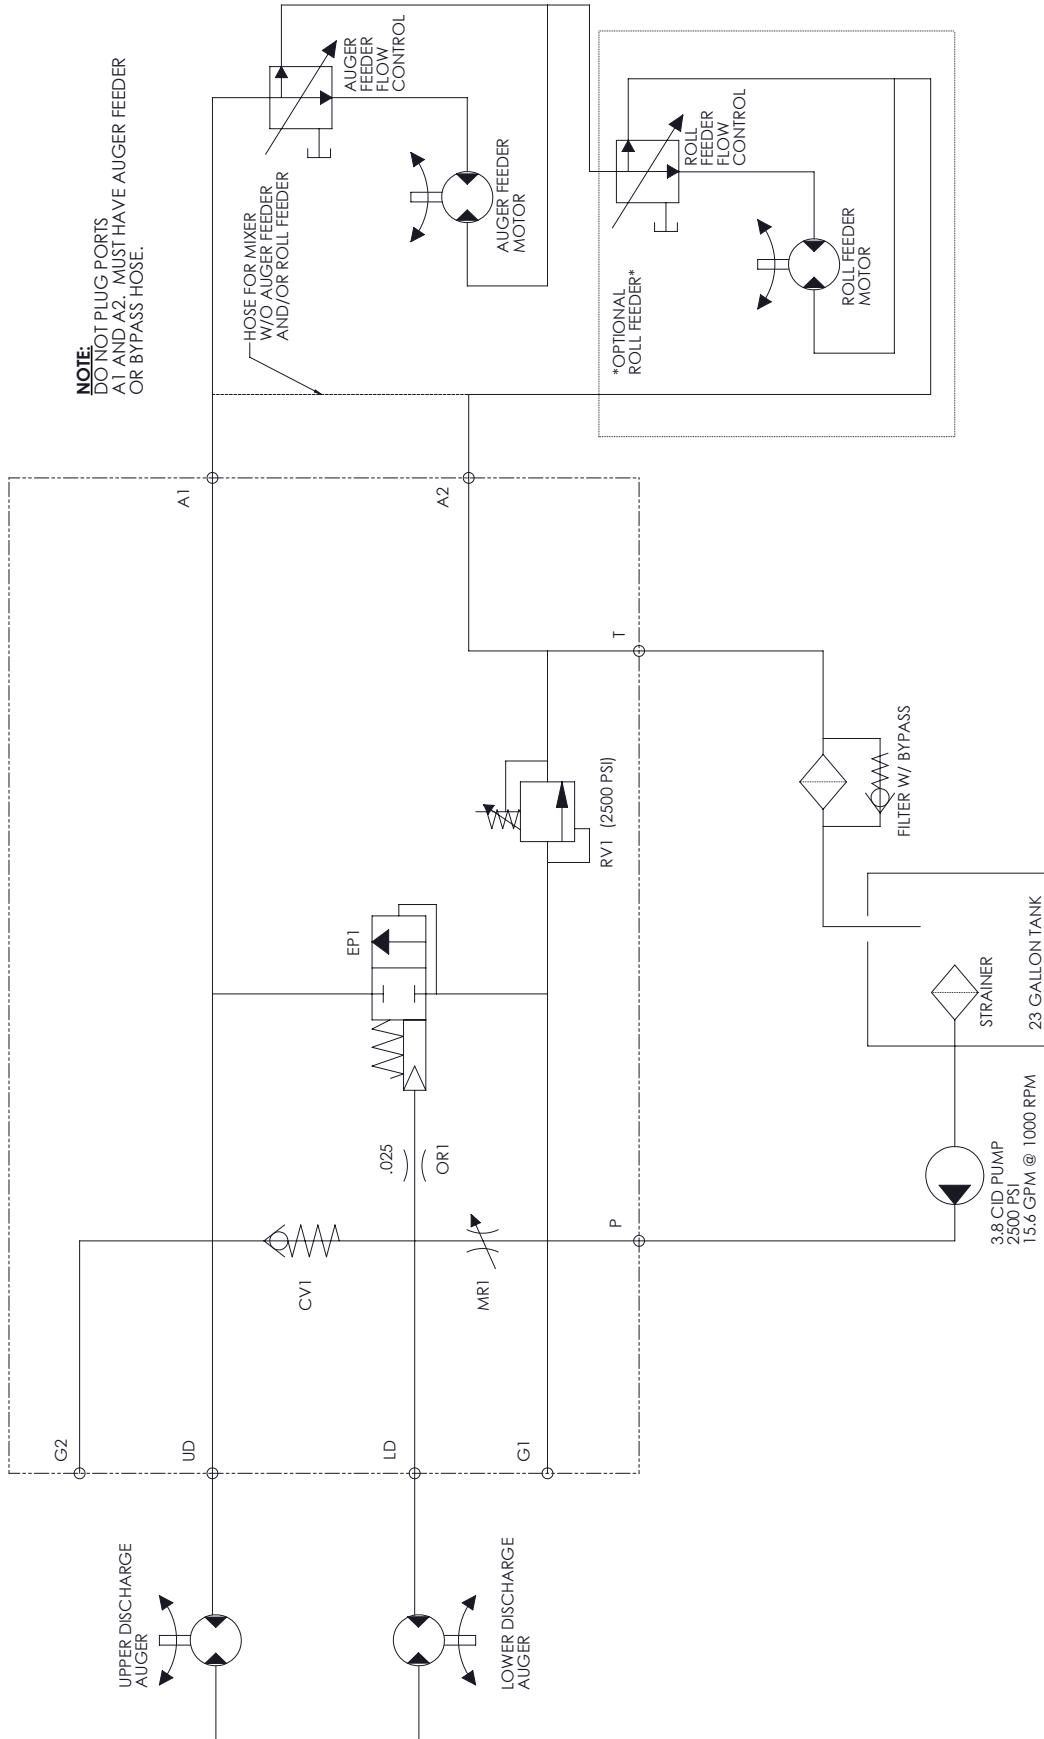 NOTE:
DO NOT PLUG PORTS
A1 AND A2. MUST HAVE AUGER FEEDER
OR BYPASS HOSE.
HOSE FOR MIXER
W/O AUGER FEEDER
AND/OR ROLL FEEDER
AUGER
FEEDER
FLOW
CONTROL
AUGER FEEDER
MOTOR
*OPTIONAL
ROLL FEEDER*
ROLL
FEEDER
FLOW
CONTROL
ROLL FEEDER
MOTOR
G2
UD
LD
G1
A1
A2
T
P
CV1
MR1
.025
OR1
EP1
RV1 (2500 PSI)
UPPER DISCHARGE
AUGER
LOWER DISCHARGE
AUGER
FILTER W/ BYPASS
STRAINER
23 GALLON TANK
3.8 CID PUMP
2500 PSI
15.6 GPM @ 1000 RPM